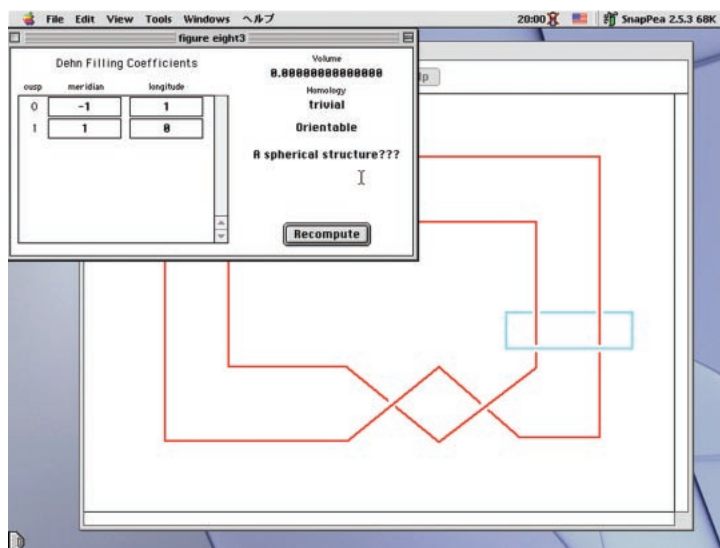 File Edit View Tools Windows ヘルプ 20:00 SnapPea 2.5.3 68K
figure eight3
Dehn Filling Coefficients
cusp meridian longitude
0 -1 1
1 1 0
Volume
0.00000000000000
Homology
trivial
Orientable
A spherical structure???
Recompute